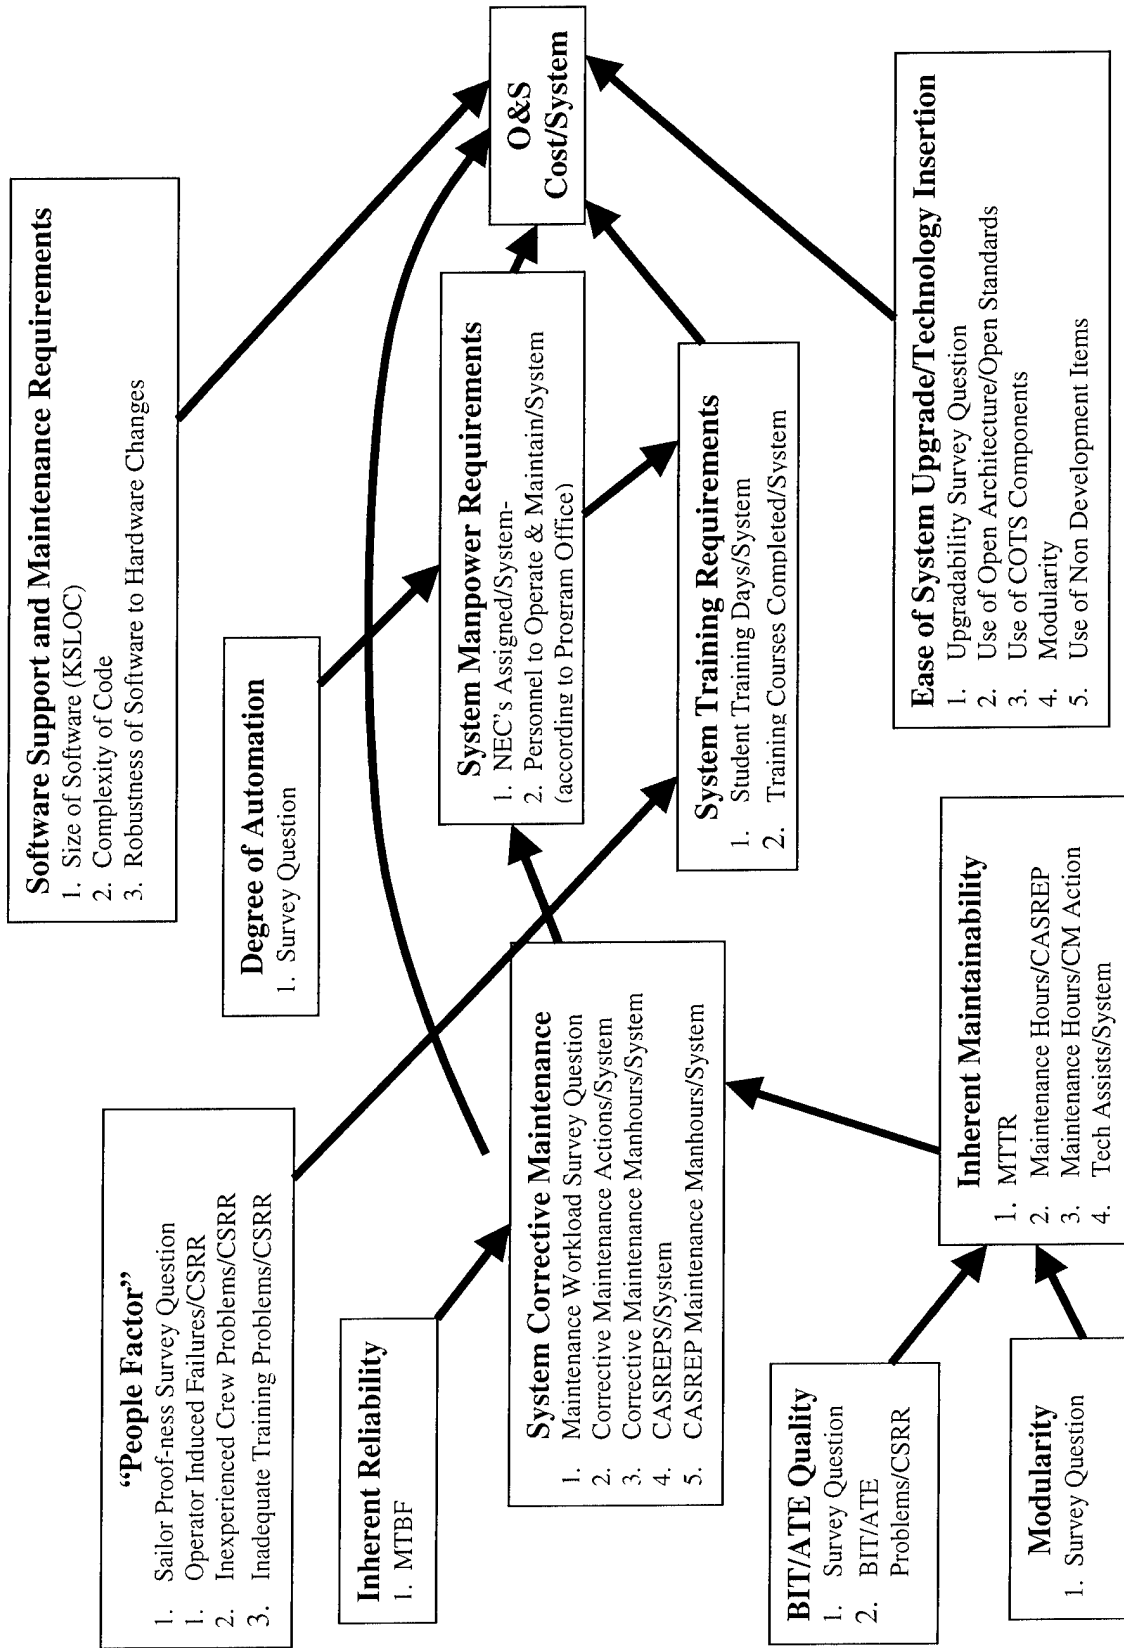 Software Support and Maintenance Requirements
1. Size of Software (KSLOC)
2. Complexity of Code
3. Robustness of Software to Hardware Changes
“People Factor”
1. Sailor Proof-ness Survey Question
1. Operator Induced Failures/CSRR
2. Inexperienced Crew Problems/CSRR
3. Inadequate Training Problems/CSRR
Degree of Automation
1. Survey Question
Inherent Reliability
1. MTBF
System Manpower Requirements
1. NEC's Assigned/System-
2. Personnel to Operate & Maintain/System
(according to Program Office)
O&S
Cost/System
System Corrective Maintenance
1. Maintenance Workload Survey Question
2. Corrective Maintenance Actions/System
3. Corrective Maintenance Manhours/System
4. CASREPS/System
5. CASREP Maintenance Manhours/System
System Training Requirements
1. Student Training Days/System
2. Training Courses Completed/System
BIT/ATE Quality
1. Survey Question
2. BIT/ATE
Problems/CSRR
Inherent Maintainability
1. MTTR
2. Maintenance Hours/CASREP
3. Maintenance Hours/CM Action
4. Tech Assists/System
Ease of System Upgrade/Technology Insertion
1. Upgradability Survey Question
2. Use of Open Architecture/Open Standards
3. Use of COTS Components
4. Modularity
5. Use of Non Development Items
Modularity
1. Survey Question